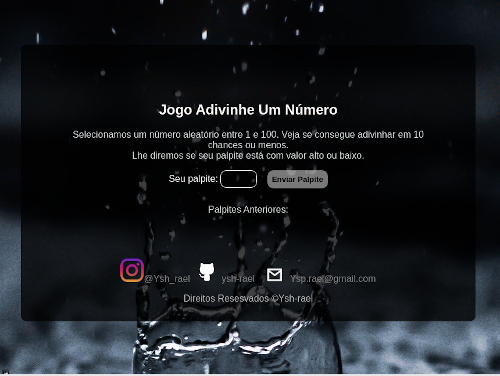 Jogo Adivinhe Um Número
Selecionamos um número aleatório entre 1 e 100. Veja se consegue adivinhar em 10
chances ou menos.
Lhe diremos se seu palpite está com valor alto ou baixo.
Seu palpite: Enviar Palpite
Palpites Anteriores:
@Ysh_rael ysh-rael Ysp.rael@gmail.com
Direitos Resesvados ©Ysh-rael